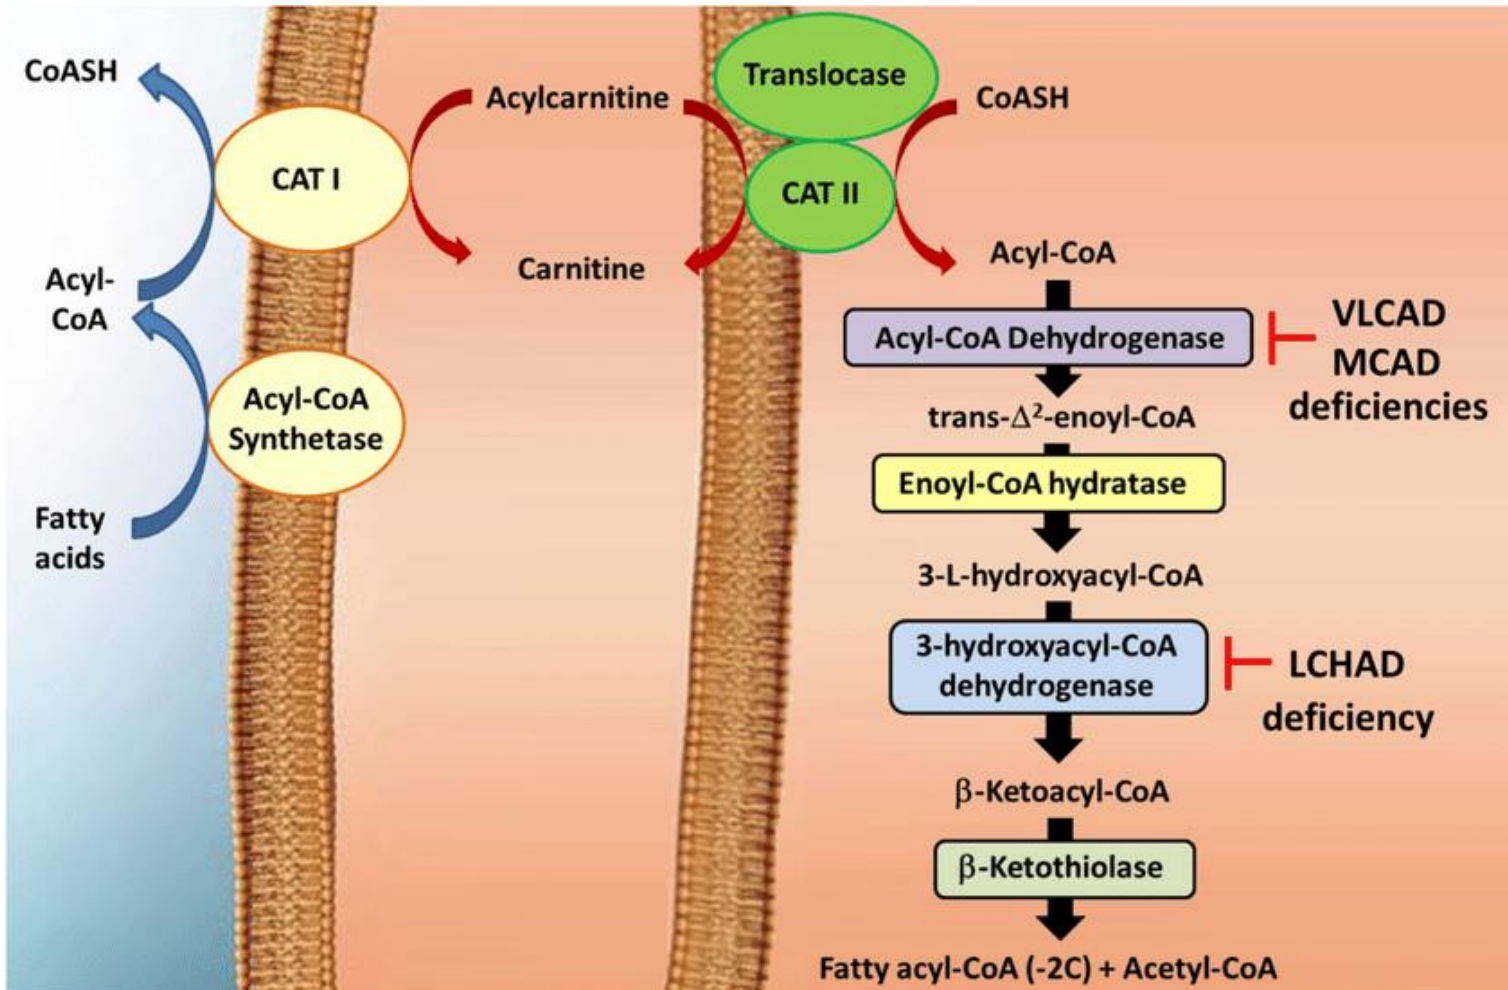 CoASH
CAT I
Acyl-
CoA
Acyl-CoA
Synthetase
Fatty
acids
Acylcarnitine
Carnitine
Translocase
CAT II
CoASH
Acyl-CoA
Acyl-CoA Dehydrogenase
VLCAD
MCAD
deficiencies
trans-Δ²-enoyl-CoA
Enoyl-CoA hydratase
3-L-hydroxyacyl-CoA
3-hydroxyacyl-CoA
dehydrogenase
LCHAD
deficiency
β-Ketoacyl-CoA
β-Ketothiolase
Fatty acyl-CoA (-2C) + Acetyl-CoA